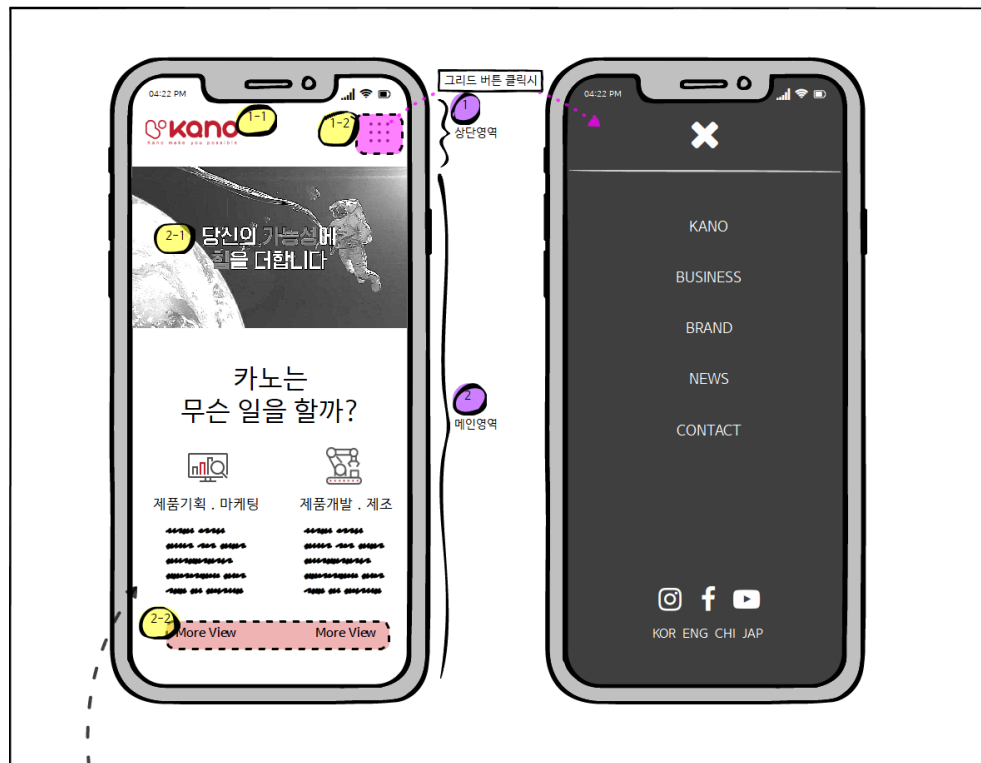 그리드 버튼 클릭시
04:22 PM
1-1
1-2
kano
kano make you possible
1
상단영역
2-1
당신의 가능성에
힘을 더합니다
카노는
무슨 일을 할까?
2
메인영역
제품기획 . 마케팅
제품개발 . 제조
2-2
More View
More View
04:22 PM
KANO
BUSINESS
BRAND
NEWS
CONTACT
KOR ENG CHI JAP